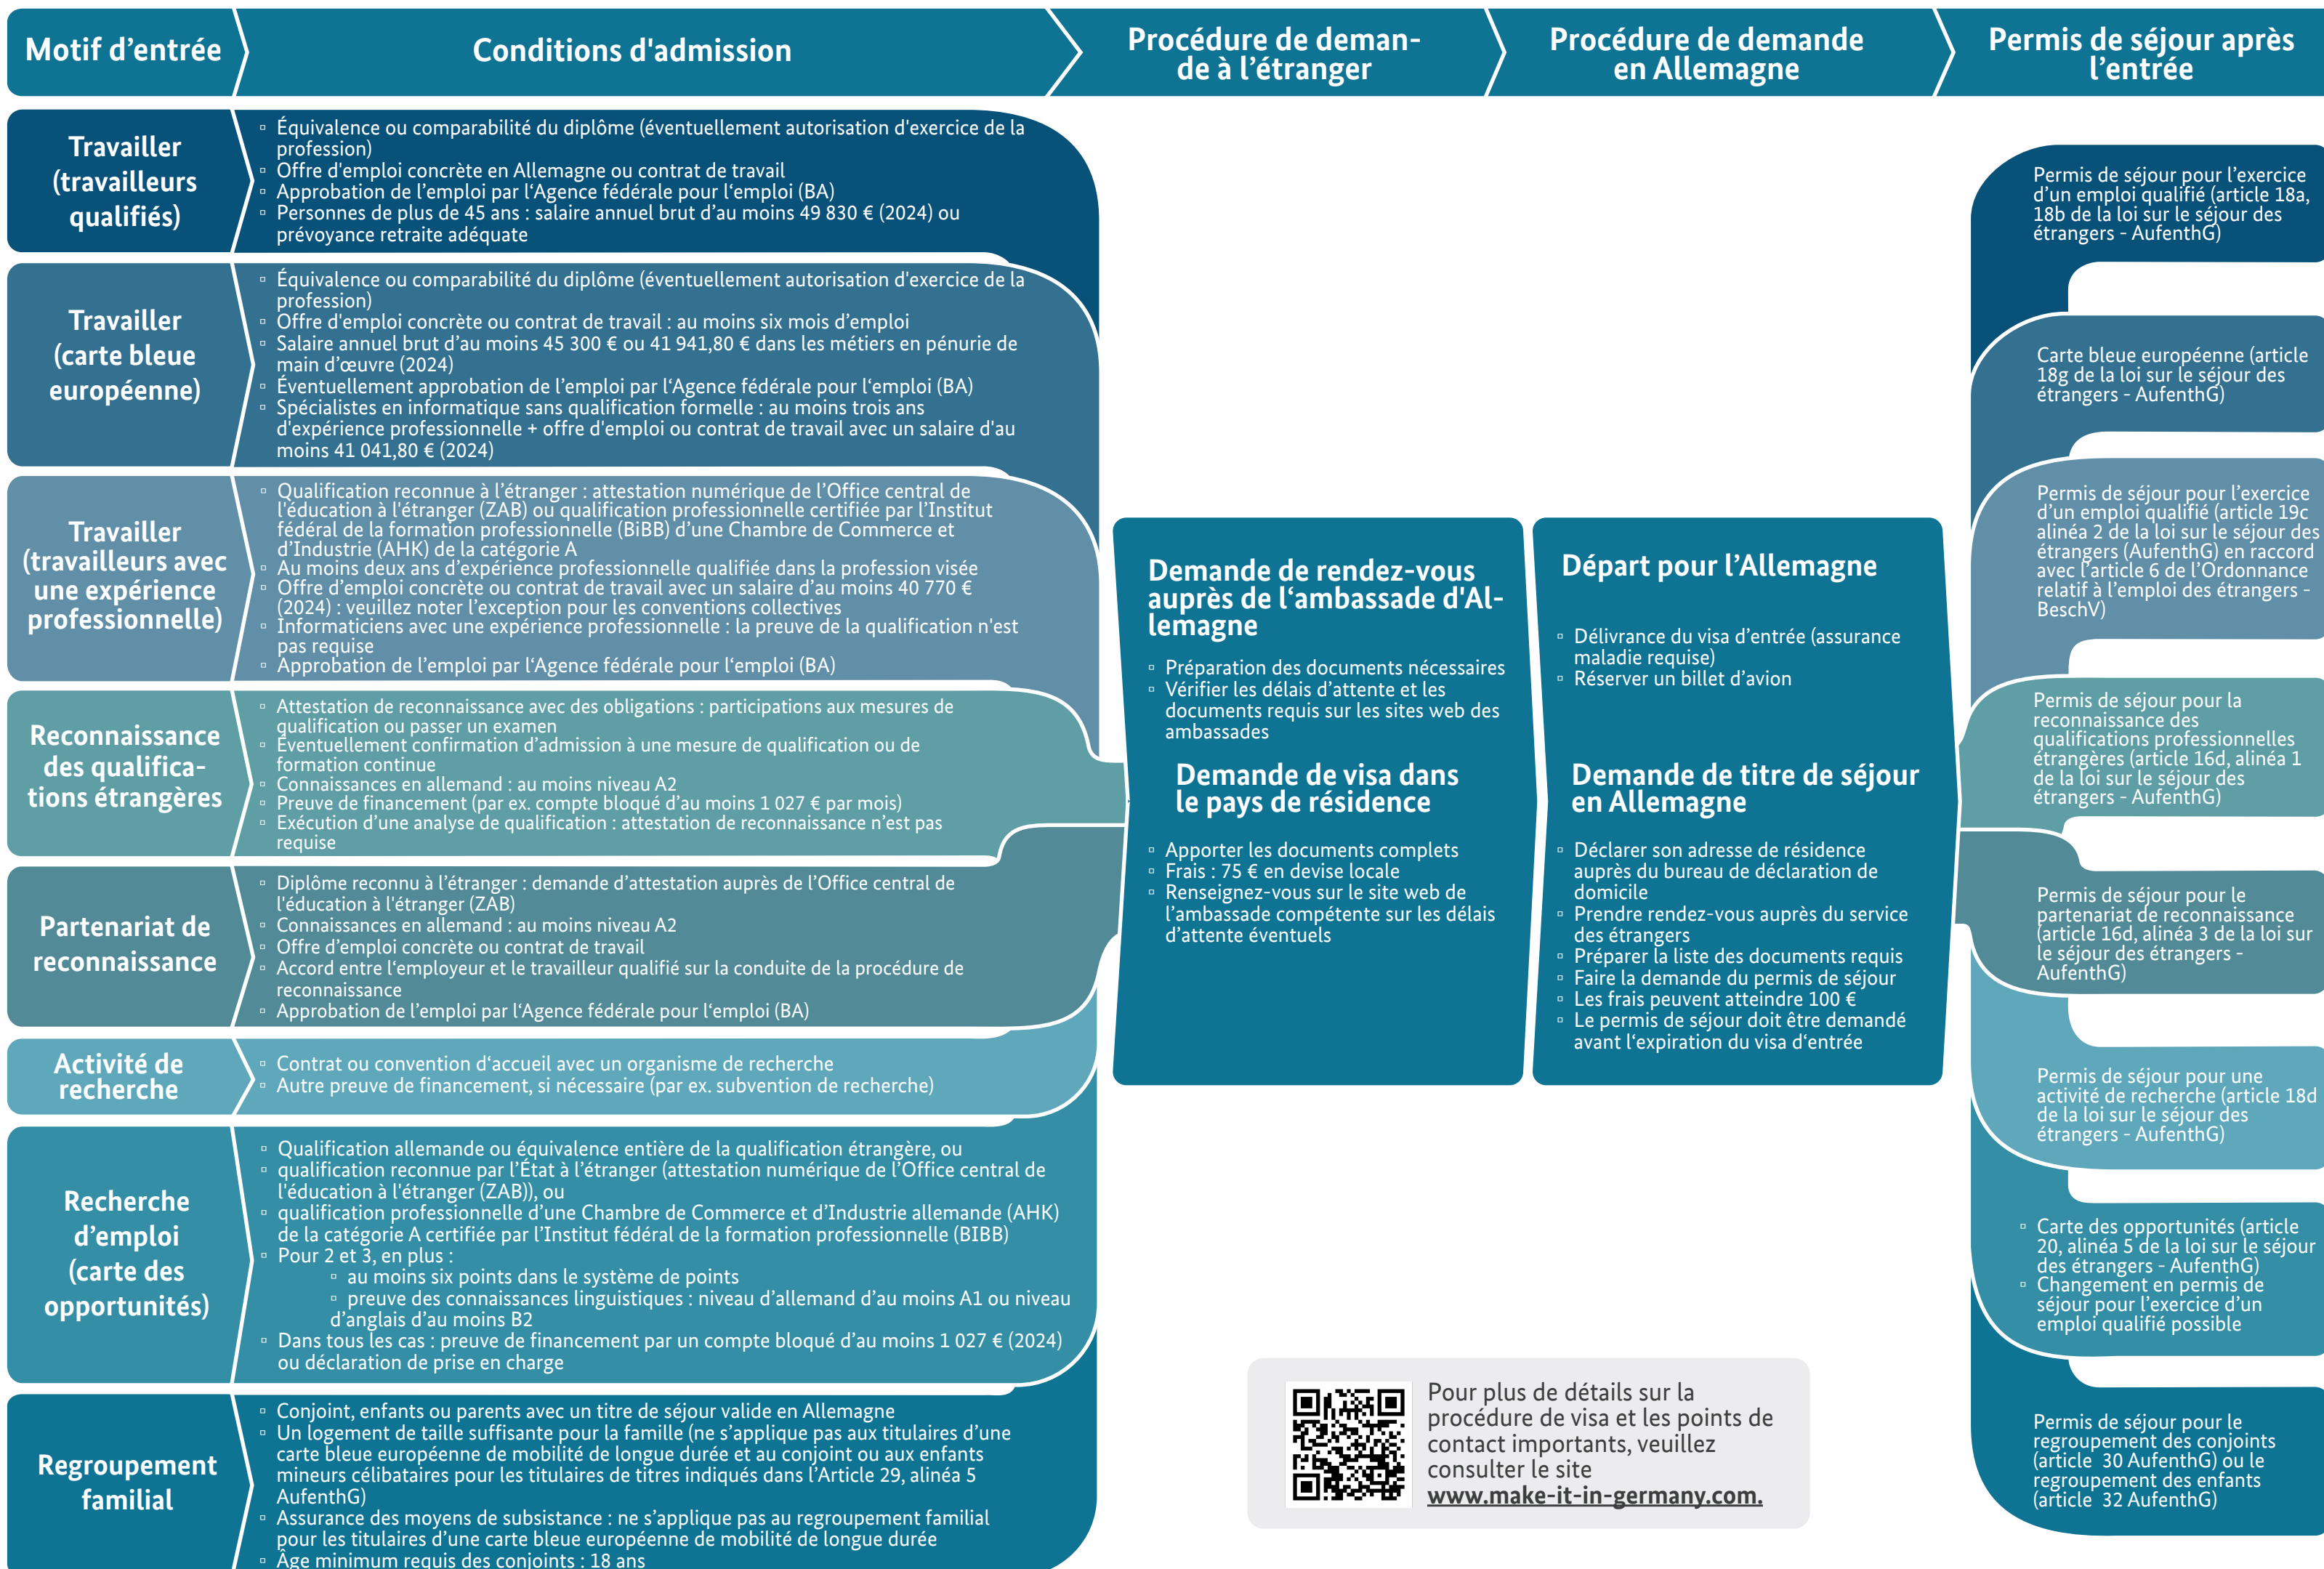 Motif d’entrée
Conditions d'admission
Procédure de deman-
de à l’étranger
Procédure de demande
en Allemagne
Permis de séjour après
l’entrée
Travailler
(travailleurs
qualifiés)
▫ Équivalence ou comparabilité du diplôme (éventuellement autorisation d'exercice de la
profession)
▫ Offre d'emploi concrète en Allemagne ou contrat de travail
▫ Approbation de l’emploi par l‘Agence fédérale pour l‘emploi (BA)
▫ Personnes de plus de 45 ans : salaire annuel brut d’au moins 49 830 € (2024) ou
prévoyance retraite adéquate
Travailler
(carte bleue
européenne)
▫ Équivalence ou comparabilité du diplôme (éventuellement autorisation d'exercice de la
profession)
▫ Offre d'emploi concrète ou contrat de travail : au moins six mois d’emploi
▫ Salaire annuel brut d’au moins 45 300 € ou 41 941,80 € dans les métiers en pénurie de
main d’œuvre (2024)
▫ Éventuellement approbation de l’emploi par l‘Agence fédérale pour l‘emploi (BA)
▫ Spécialistes en informatique sans qualification formelle : au moins trois ans
d'expérience professionnelle + offre d'emploi ou contrat de travail avec un salaire d'au
moins 41 041,80 € (2024)
Travailler
(travailleurs avec
une expérience
professionnelle)
▫ Qualification reconnue à l’étranger : attestation numérique de l’Office central de
l'éducation à l'étranger (ZAB) ou qualification professionnelle certifiée par l’Institut
fédéral de la formation professionnelle (BiBB) d’une Chambre de Commerce et
d’Industrie (AHK) de la catégorie A
▫ Au moins deux ans d’expérience professionnelle qualifiée dans la profession visée
▫ Offre d’emploi concrète ou contrat de travail avec un salaire d’au moins 40 770 €
(2024) : veuillez noter l’exception pour les conventions collectives
▫ Informaticiens avec une expérience professionnelle : la preuve de la qualification n'est
pas requise
▫ Approbation de l’emploi par l‘Agence fédérale pour l‘emploi (BA)
Reconnaissance
des qualifica-
tions étrangères
▫ Attestation de reconnaissance avec des obligations : participations aux mesures de
qualification ou passer un examen
▫ Éventuellement confirmation d’admission à une mesure de qualification ou de
formation continue
▫ Connaissances en allemand : au moins niveau A2
▫ Preuve de financement (par ex. compte bloqué d’au moins 1 027 € par mois)
▫ Exécution d’une analyse de qualification : attestation de reconnaissance n’est pas
requise
Partenariat de
reconnaissance
▫ Diplôme reconnu à l’étranger : demande d’attestation auprès de l’Office central de
l'éducation à l'étranger (ZAB)
▫ Connaissances en allemand : au moins niveau A2
▫ Offre d’emploi concrète ou contrat de travail
▫ Accord entre l‘employeur et le travailleur qualifié sur la conduite de la procédure de
reconnaissance
▫ Approbation de l’emploi par l‘Agence fédérale pour l‘emploi (BA)
Activité de
recherche
▫ Contrat ou convention d‘accueil avec un organisme de recherche
▫ Autre preuve de financement, si nécessaire (par ex. subvention de recherche)
Recherche
d’emploi
(carte des
opportunités)
▫ Qualification allemande ou équivalence entière de la qualification étrangère, ou
▫ qualification reconnue par l’État à l’étranger (attestation numérique de l’Office central de
l'éducation à l'étranger (ZAB)), ou
▫ qualification professionnelle d’une Chambre de Commerce et d’Industrie allemande (AHK)
de la catégorie A certifiée par l’Institut fédéral de la formation professionnelle (BIBB)
▫ Pour 2 et 3, en plus :
▫ au moins six points dans le système de points
▫ preuve des connaissances linguistiques : niveau d’allemand d’au moins A1 ou niveau
d’anglais d’au moins B2
▫ Dans tous les cas : preuve de financement par un compte bloqué d’au moins 1 027 € (2024)
ou déclaration de prise en charge
Regroupement
familial
▫ Conjoint, enfants ou parents avec un titre de séjour valide en Allemagne
▫ Un logement de taille suffisante pour la famille (ne s’applique pas aux titulaires d’une
carte bleue européenne de mobilité de longue durée et au conjoint ou aux enfants
mineurs célibataires pour les titulaires de titres indiqués dans l’Article 29, alinéa 5
AufenthG)
▫ Assurance des moyens de subsistance : ne s’applique pas au regroupement familial
pour les titulaires d’une carte bleue européenne de mobilité de longue durée
▫ Âge minimum requis des conjoints : 18 ans
Demande de rendez-vous
auprès de l‘ambassade d'Al-
lemagne
▫ Préparation des documents nécessaires
▫ Vérifier les délais d’attente et les
documents requis sur les sites web des
ambassades
Demande de visa dans
le pays de résidence
▫ Apporter les documents complets
▫ Frais : 75 € en devise locale
▫ Renseignez-vous sur le site web de
l’ambassade compétente sur les délais
d’attente éventuels
Départ pour l’Allemagne
▫ Délivrance du visa d’entrée (assurance
maladie requise)
▫ Réserver un billet d’avion
Demande de titre de séjour
en Allemagne
▫ Déclarer son adresse de résidence
auprès du bureau de déclaration de
domicile
▫ Prendre rendez-vous auprès du service
des étrangers
▫ Préparer la liste des documents requis
▫ Faire la demande du permis de séjour
▫ Les frais peuvent atteindre 100 €
▫ Le permis de séjour doit être demandé
avant l‘expiration du visa d‘entrée
Permis de séjour pour l’exercice
d’un emploi qualifié (article 18a,
18b de la loi sur le séjour des
étrangers - AufenthG)
Carte bleue européenne (article
18g de la loi sur le séjour des
étrangers - AufenthG)
Permis de séjour pour l’exercice
d’un emploi qualifié (article 19c
alinéa 2 de la loi sur le séjour des
étrangers (AufenthG) en raccord
avec l’article 6 de l’Ordonnance
relatif à l’emploi des étrangers -
BeschV)
Permis de séjour pour la
reconnaissance des
qualifications professionnelles
étrangères (article 16d, alinéa 1
de la loi sur le séjour des
étrangers - AufenthG)
Permis de séjour pour le
partenariat de reconnaissance
(article 16d, alinéa 3 de la loi sur
le séjour des étrangers -
AufenthG)
Permis de séjour pour une
activité de recherche (article 18d
de la loi sur le séjour des
étrangers - AufenthG)
▫ Carte des opportunités (article
20, alinéa 5 de la loi sur le séjour
des étrangers - AufenthG)
▫ Changement en permis de
séjour pour l’exercice d’un
emploi qualifié possible
Permis de séjour pour le
regroupement des conjoints
(article 30 AufenthG) ou le
regroupement des enfants
(article 32 AufenthG)
Pour plus de détails sur la
procédure de visa et les points de
contact importants, veuillez
consulter le site
www.make-it-in-germany.com.